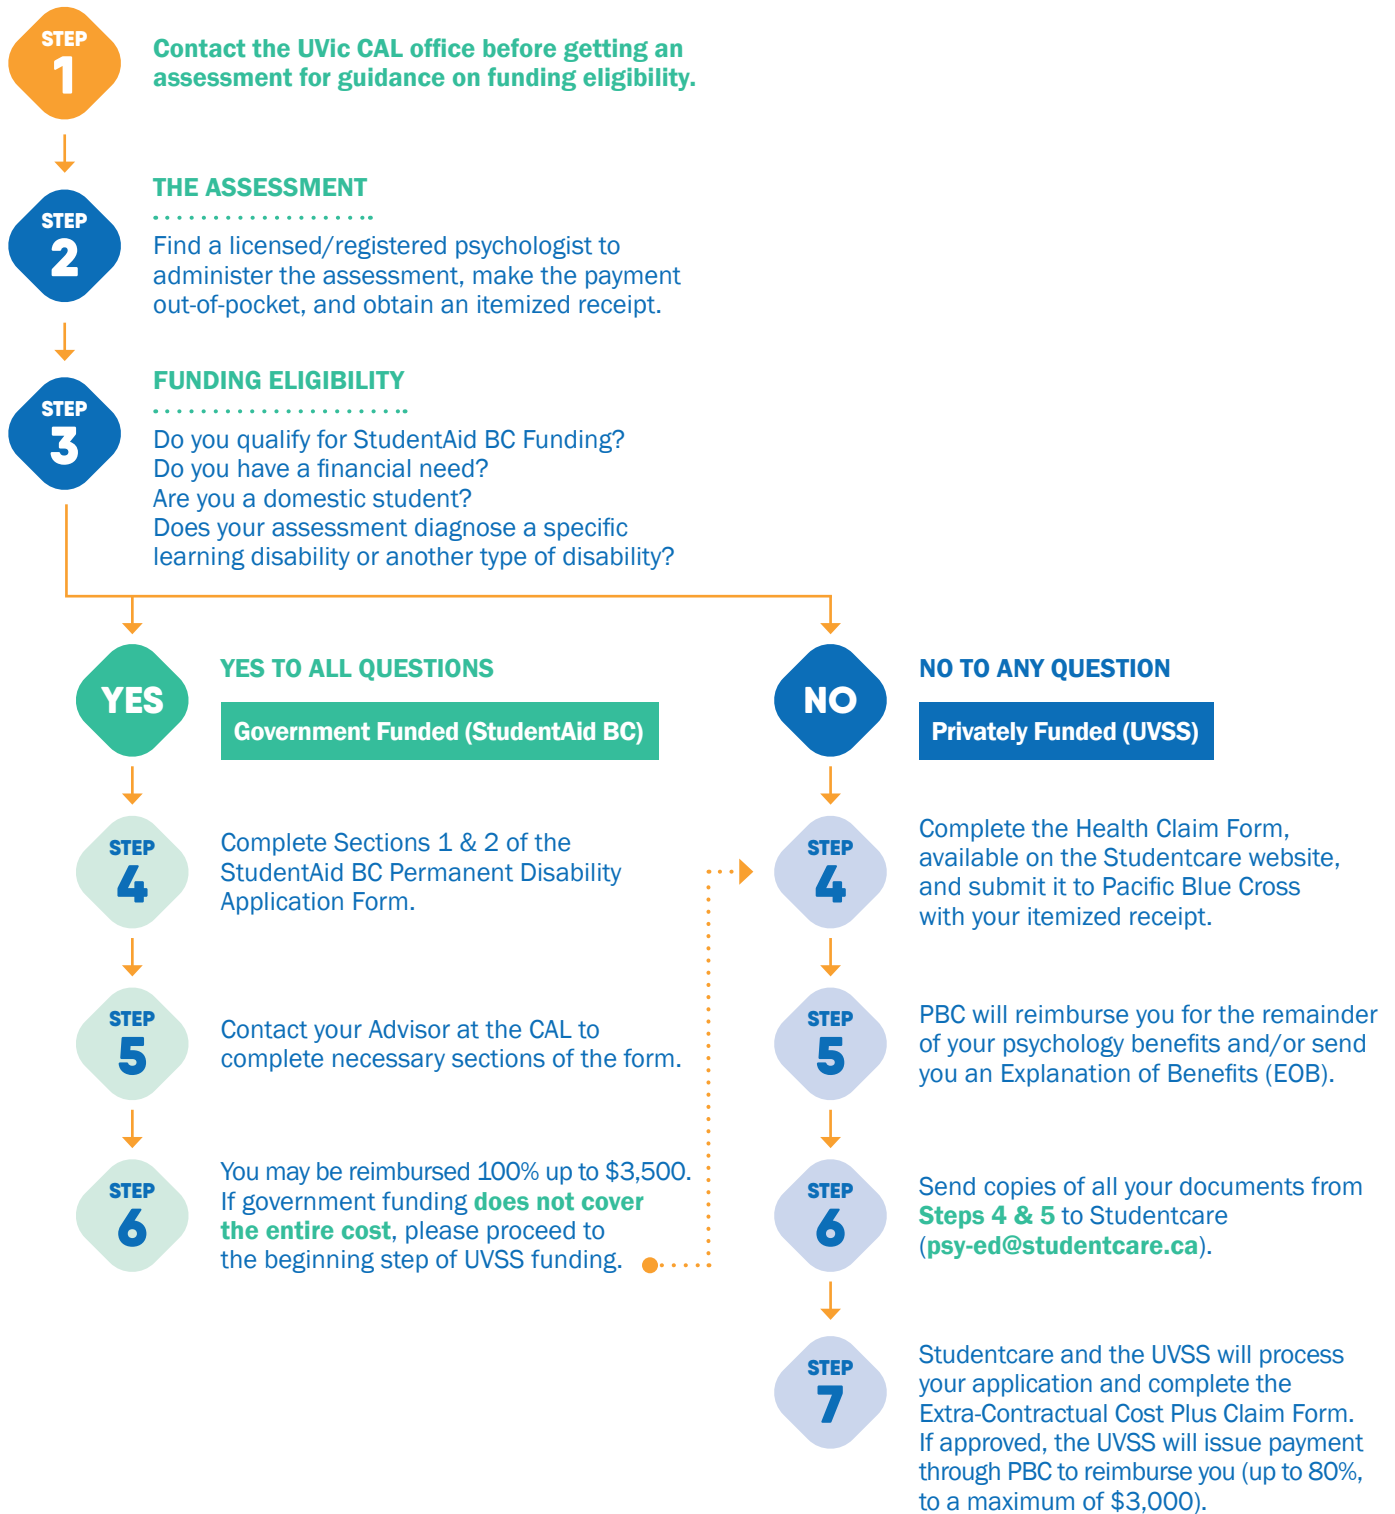 STEP
1
Contact the UVic CAL office before getting an
assessment for guidance on funding eligibility.
STEP
2
THE ASSESSMENT
Find a licensed/registered psychologist to
administer the assessment, make the payment
out-of-pocket, and obtain an itemized receipt.
STEP
3
FUNDING ELIGIBILITY
Do you qualify for StudentAid BC Funding?
Do you have a financial need?
Are you a domestic student?
Does your assessment diagnose a specific
learning disability or another type of disability?
YES
YES TO ALL QUESTIONS
Government Funded (StudentAid BC)
STEP
4
Complete Sections 1 & 2 of the
StudentAid BC Permanent Disability
Application Form.
STEP
5
Contact your Advisor at the CAL to
complete necessary sections of the form.
STEP
6
You may be reimbursed 100% up to $3,500.
If government funding does not cover
the entire cost, please proceed to
the beginning step of UVSS funding.
NO
NO TO ANY QUESTION
Privately Funded (UVSS)
STEP
4
Complete the Health Claim Form,
available on the Studentcare website,
and submit it to Pacific Blue Cross
with your itemized receipt.
STEP
5
PBC will reimburse you for the remainder
of your psychology benefits and/or send
you an Explanation of Benefits (EOB).
STEP
6
Send copies of all your documents from
Steps 4 & 5 to Studentcare
(psy-ed@studentcare.ca).
STEP
7
Studentcare and the UVSS will process
your application and complete the
Extra-Contractual Cost Plus Claim Form.
If approved, the UVSS will issue payment
through PBC to reimburse you (up to 80%,
to a maximum of $3,000).